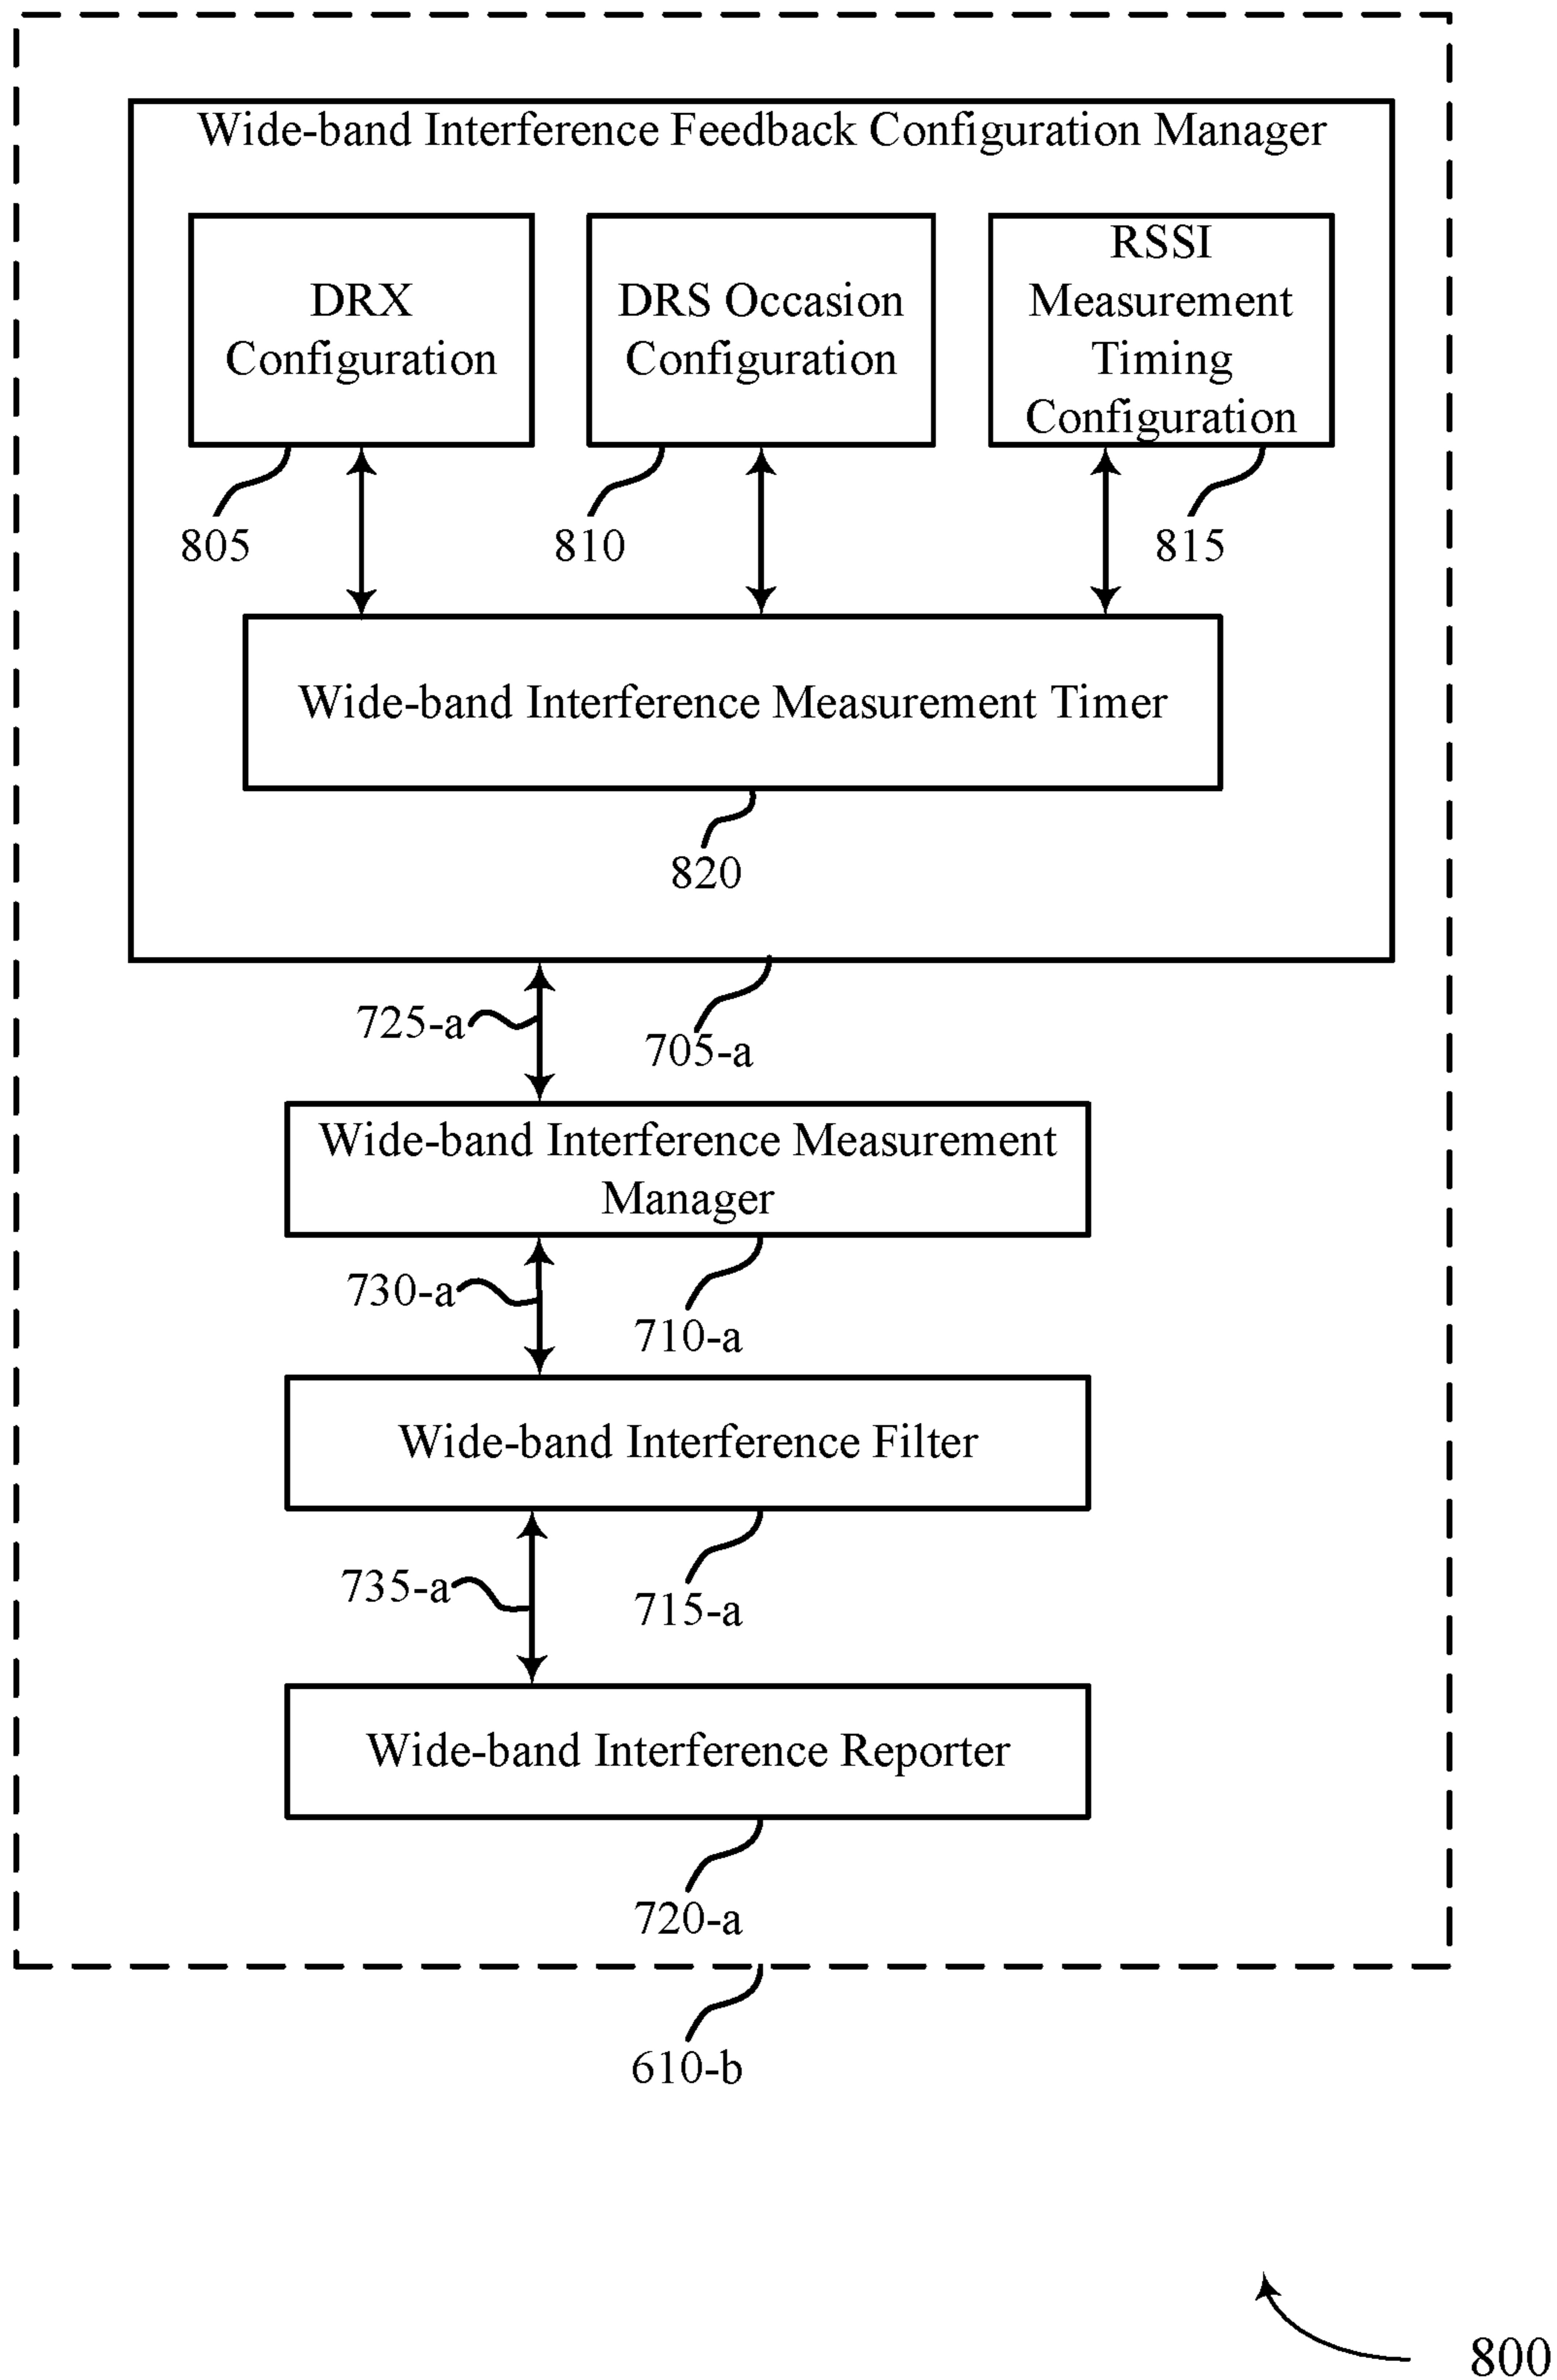 Wide-band Interference Feedback Configuration Manager
DRX
Configuration
DRS Occasion
Configuration
RSSI
Measurement
Timing
Configuration
805
810
815
Wide-band Interference Measurement Timer
820
725-a
705-a
Wide-band Interference Measurement
Manager
730-a
710-a
Wide-band Interference Filter
735-a
715-a
Wide-band Interference Reporter
720-a
610-b
800